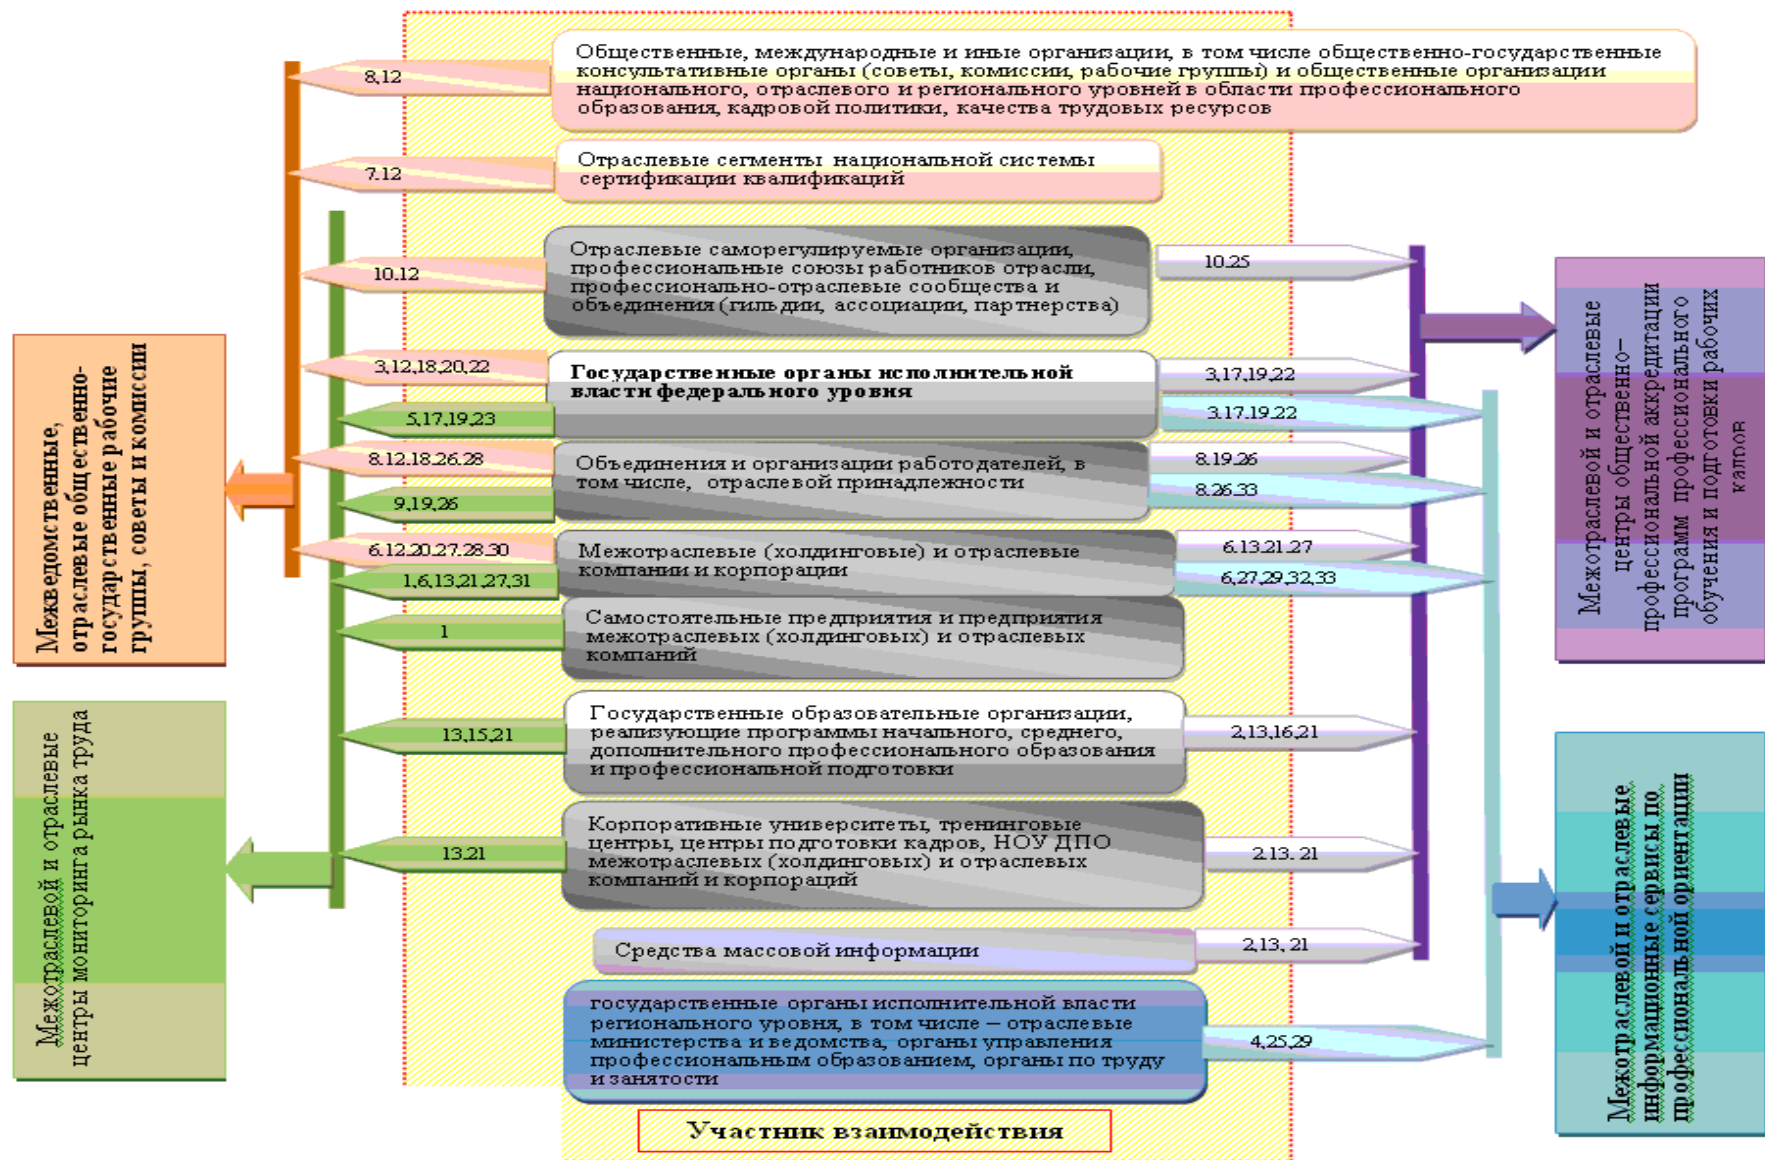 Общественные, международные и иные организации, в том числе общественно-государственные
консультативные органы (советы, комиссии, рабочие группы) и общественные организации
национального, отраслевого и регионального уровней в области профессионального
образования, кадровой политики, качества трудовых ресурсов
8,12
Отраслевые сегменты национальной системы
сертификации квалификаций
7.12
Отраслевые саморегулируемые организации,
профессиональные союзы работников отрасли,
профессионально-отраслевые сообщества и
объединения (гильдии, ассоциации, партнерства)
10.12
10.25
Государственные органы исполнительной
власти федерального уровня
3,12,18,20,22
5,17,19,23
3,17,19,22
3.17.19.22
Объединения и организации работодателей, в
том числе, отраслевой принадлежности
8.12.18.26.28
9,19,26
8.19.26
8.26.33
Межотраслевые (холдинговые) и отраслевые
компании и корпорации
6.12.20.27.28.30
1,6,13,21,27,31
6.13.21.27
6,27,29,32,33
Самостоятельные предприятия и предприятия
межотраслевых (холдинговых) и отраслевых
компаний
1
Государственные образовательные организации,
реализующие программы начального, среднего,
дополнительного профессионального образования
и профессиональной подготовки
13,15,21
2,13,16,21
Корпоративные университеты, тренинговые
центры, центры подготовки кадров, НОУ ДПО
межотраслевых (холдинговых) и отраслевых
компаний и корпораций
13.21
2.13. 21
Средства массовой информации
2,13, 21
государственные органы исполнительной власти
регионального уровня, в том числе – отраслевые
министерства и ведомства, органы управления
профессиональным образованием, органы по труду
и занятости
4,25,29
Участник взаимодействия
Межведомственные,
отраслевые общественно-
государственные рабочие
группы, советы и комиссии
Межотраслевой и отраслевые
центры мониторинга рынка труда
Межотраслевой и отраслевые
центры общественно–
профессиональной аккредитации
программ профессионального
обучения и подготовки рабочих
кадров
Межотраслевой и отраслевые
информационные сервисы по
профессиональной ориентации